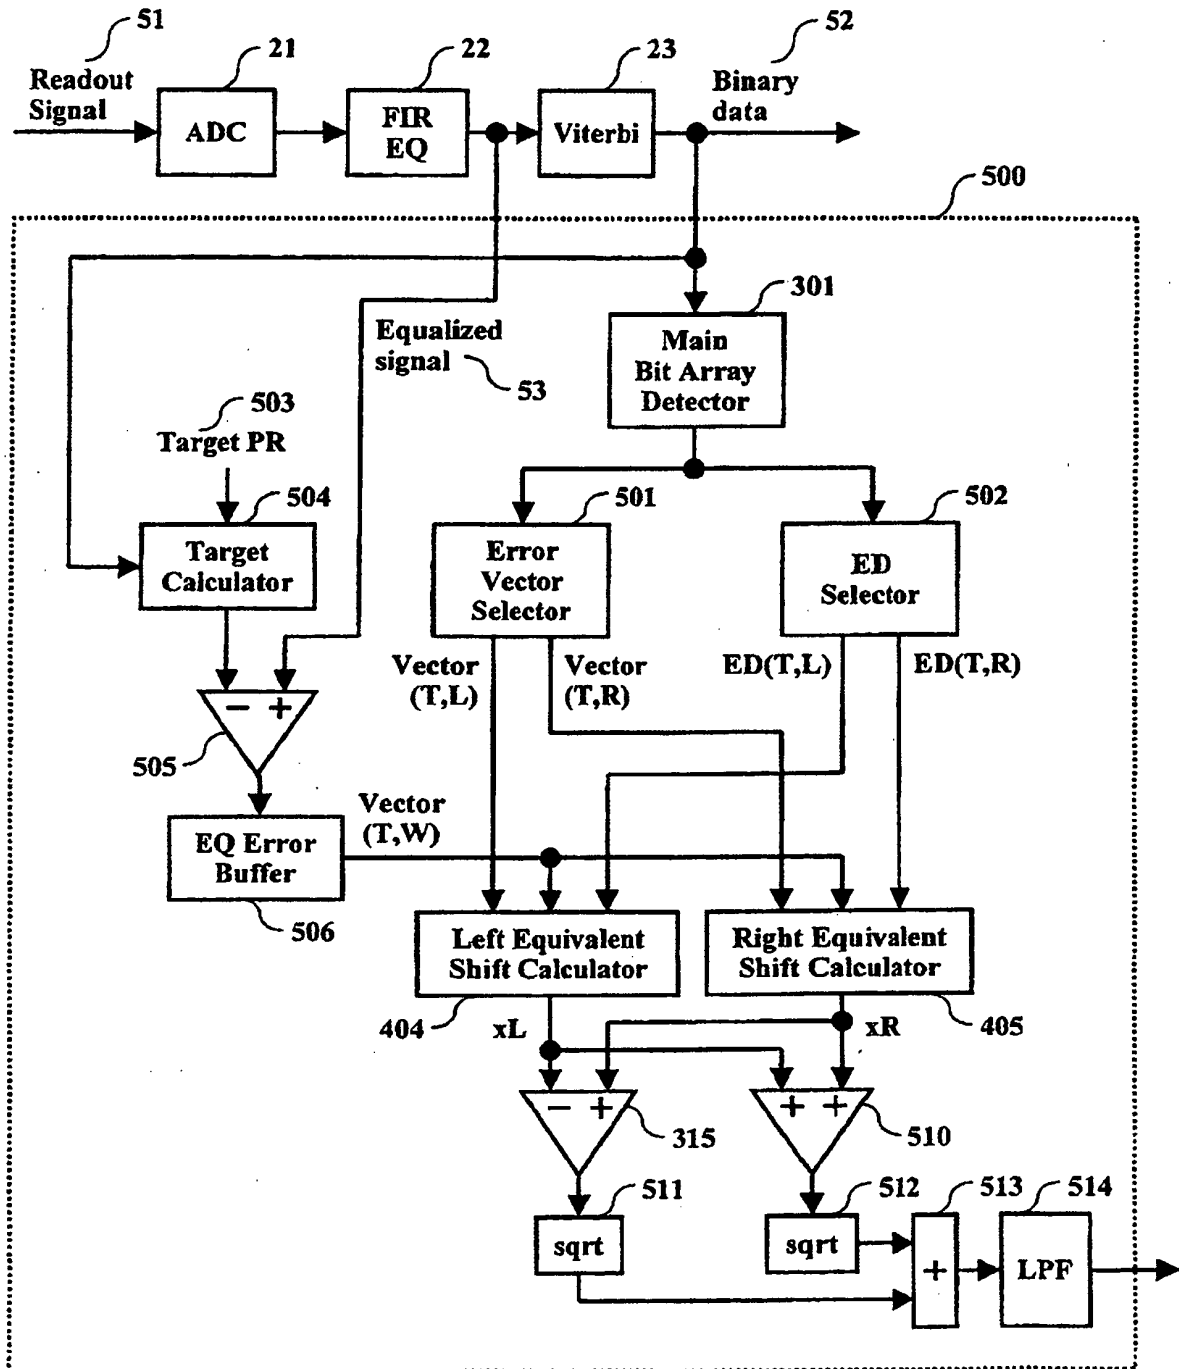 51
21
22
23
52
Readout
Signal
ADC
FIR
EQ
Viterbi
Binary
data
500
301
Main
Bit Array
Detector
Equalized
signal
53
503
Target PR
504
501
502
Target
Calculator
Error
Vector
Selector
ED
Selector
Vector
(T,L)
Vector
(T,R)
ED(T,L)
ED(T,R)
− +
505
Vector
(T,W)
EQ Error
Buffer
506
Left Equivalent
Shift Calculator
Right Equivalent
Shift Calculator
404
xL
xR
405
− +
315
+ +
510
511
512
513
514
sqrt
sqrt
+
LPF